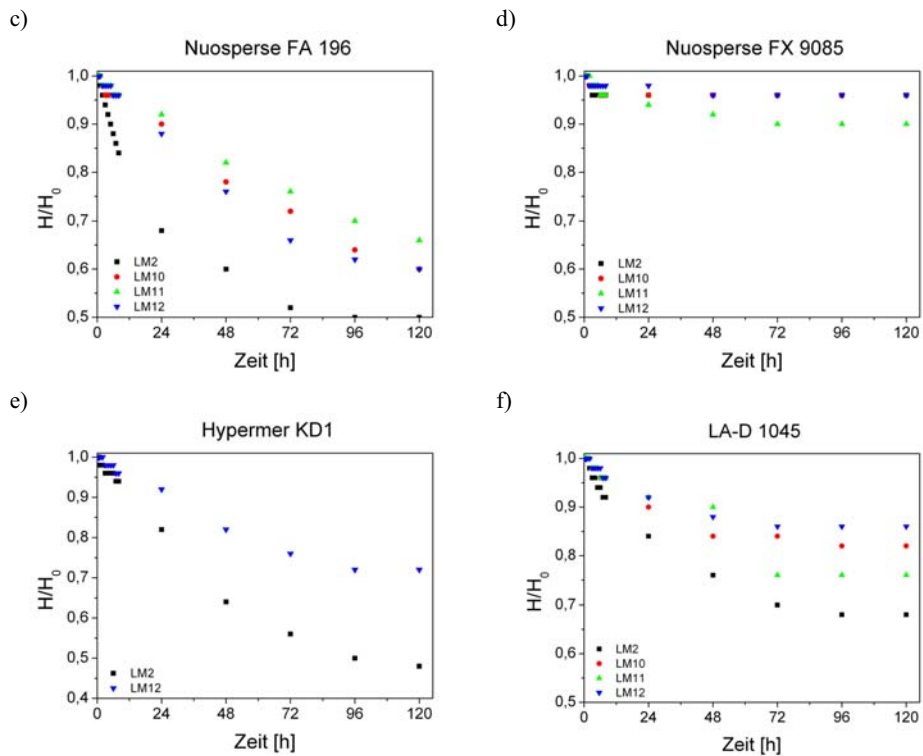 c)
Nuosperse FA 196
1,0
0,9
0,8
0,7
0,6
0,5
H/H0
LM2
LM10
LM11
LM12
0 24 48 72 96 120
Zeit [h]
d)
Nuosperse FX 9085
1,0
0,9
0,8
0,7
0,6
0,5
H/H0
LM2
LM10
LM11
LM12
0 24 48 72 96 120
Zeit [h]
e)
Hypermer KD1
1,0
0,9
0,8
0,7
0,6
0,5
0,4
H/H0
LM2
LM12
0 24 48 72 96 120
Zeit [h]
f)
LA-D 1045
1,0
0,9
0,8
0,7
0,6
0,5
H/H0
LM2
LM10
LM11
LM12
0 24 48 72 96 120
Zeit [h]